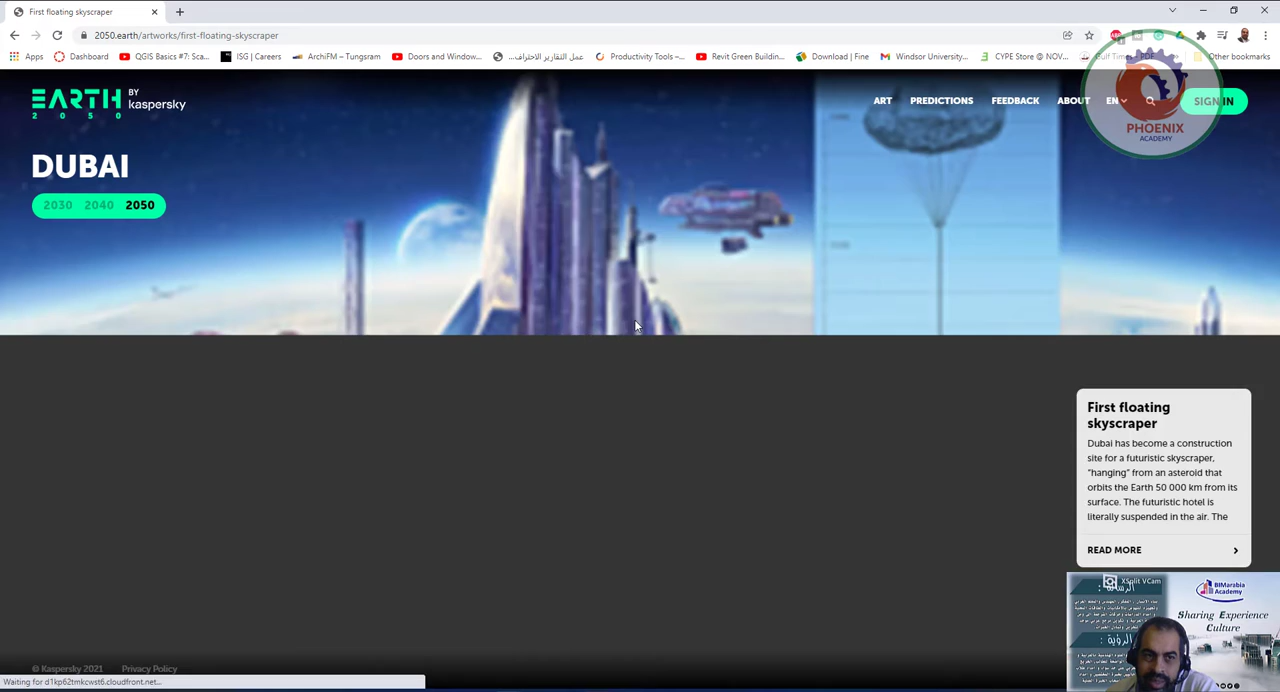 First floating skyscraper
2050.earth/artworks/first-floating-skyscraper
Apps
Dashboard
QGIS Basics #7: Sca...
ISG | Careers
ArchiFM – Tungsram
Doors and Window...
عمل التقارير الاحتراف...
Productivity Tools –...
Revit Green Buildin...
Download | Fine
Windsor University...
CYPE Store @ NOV...
Other bookmarks
EARTH BY
kaspersky
2 0 5 0
ART
PREDICTIONS
FEEDBACK
ABOUT
EN
SIGN IN
PHOENIX
ACADEMY
DUBAI
2030 2040 2050
First floating
skyscraper
Dubai has become a construction
site for a futuristic skyscraper,
“hanging” from an asteroid that
orbits the Earth 50 000 km from its
surface. The futuristic hotel is
literally suspended in the air. The
READ MORE
XSplit VCam
الرسالة :
BIMarabia
Academy
Sharing Experience
Culture
الرؤية :
© Kaspersky 2021
Privacy Policy
Waiting for d1kp62tmkcwst6.cloudfront.net...